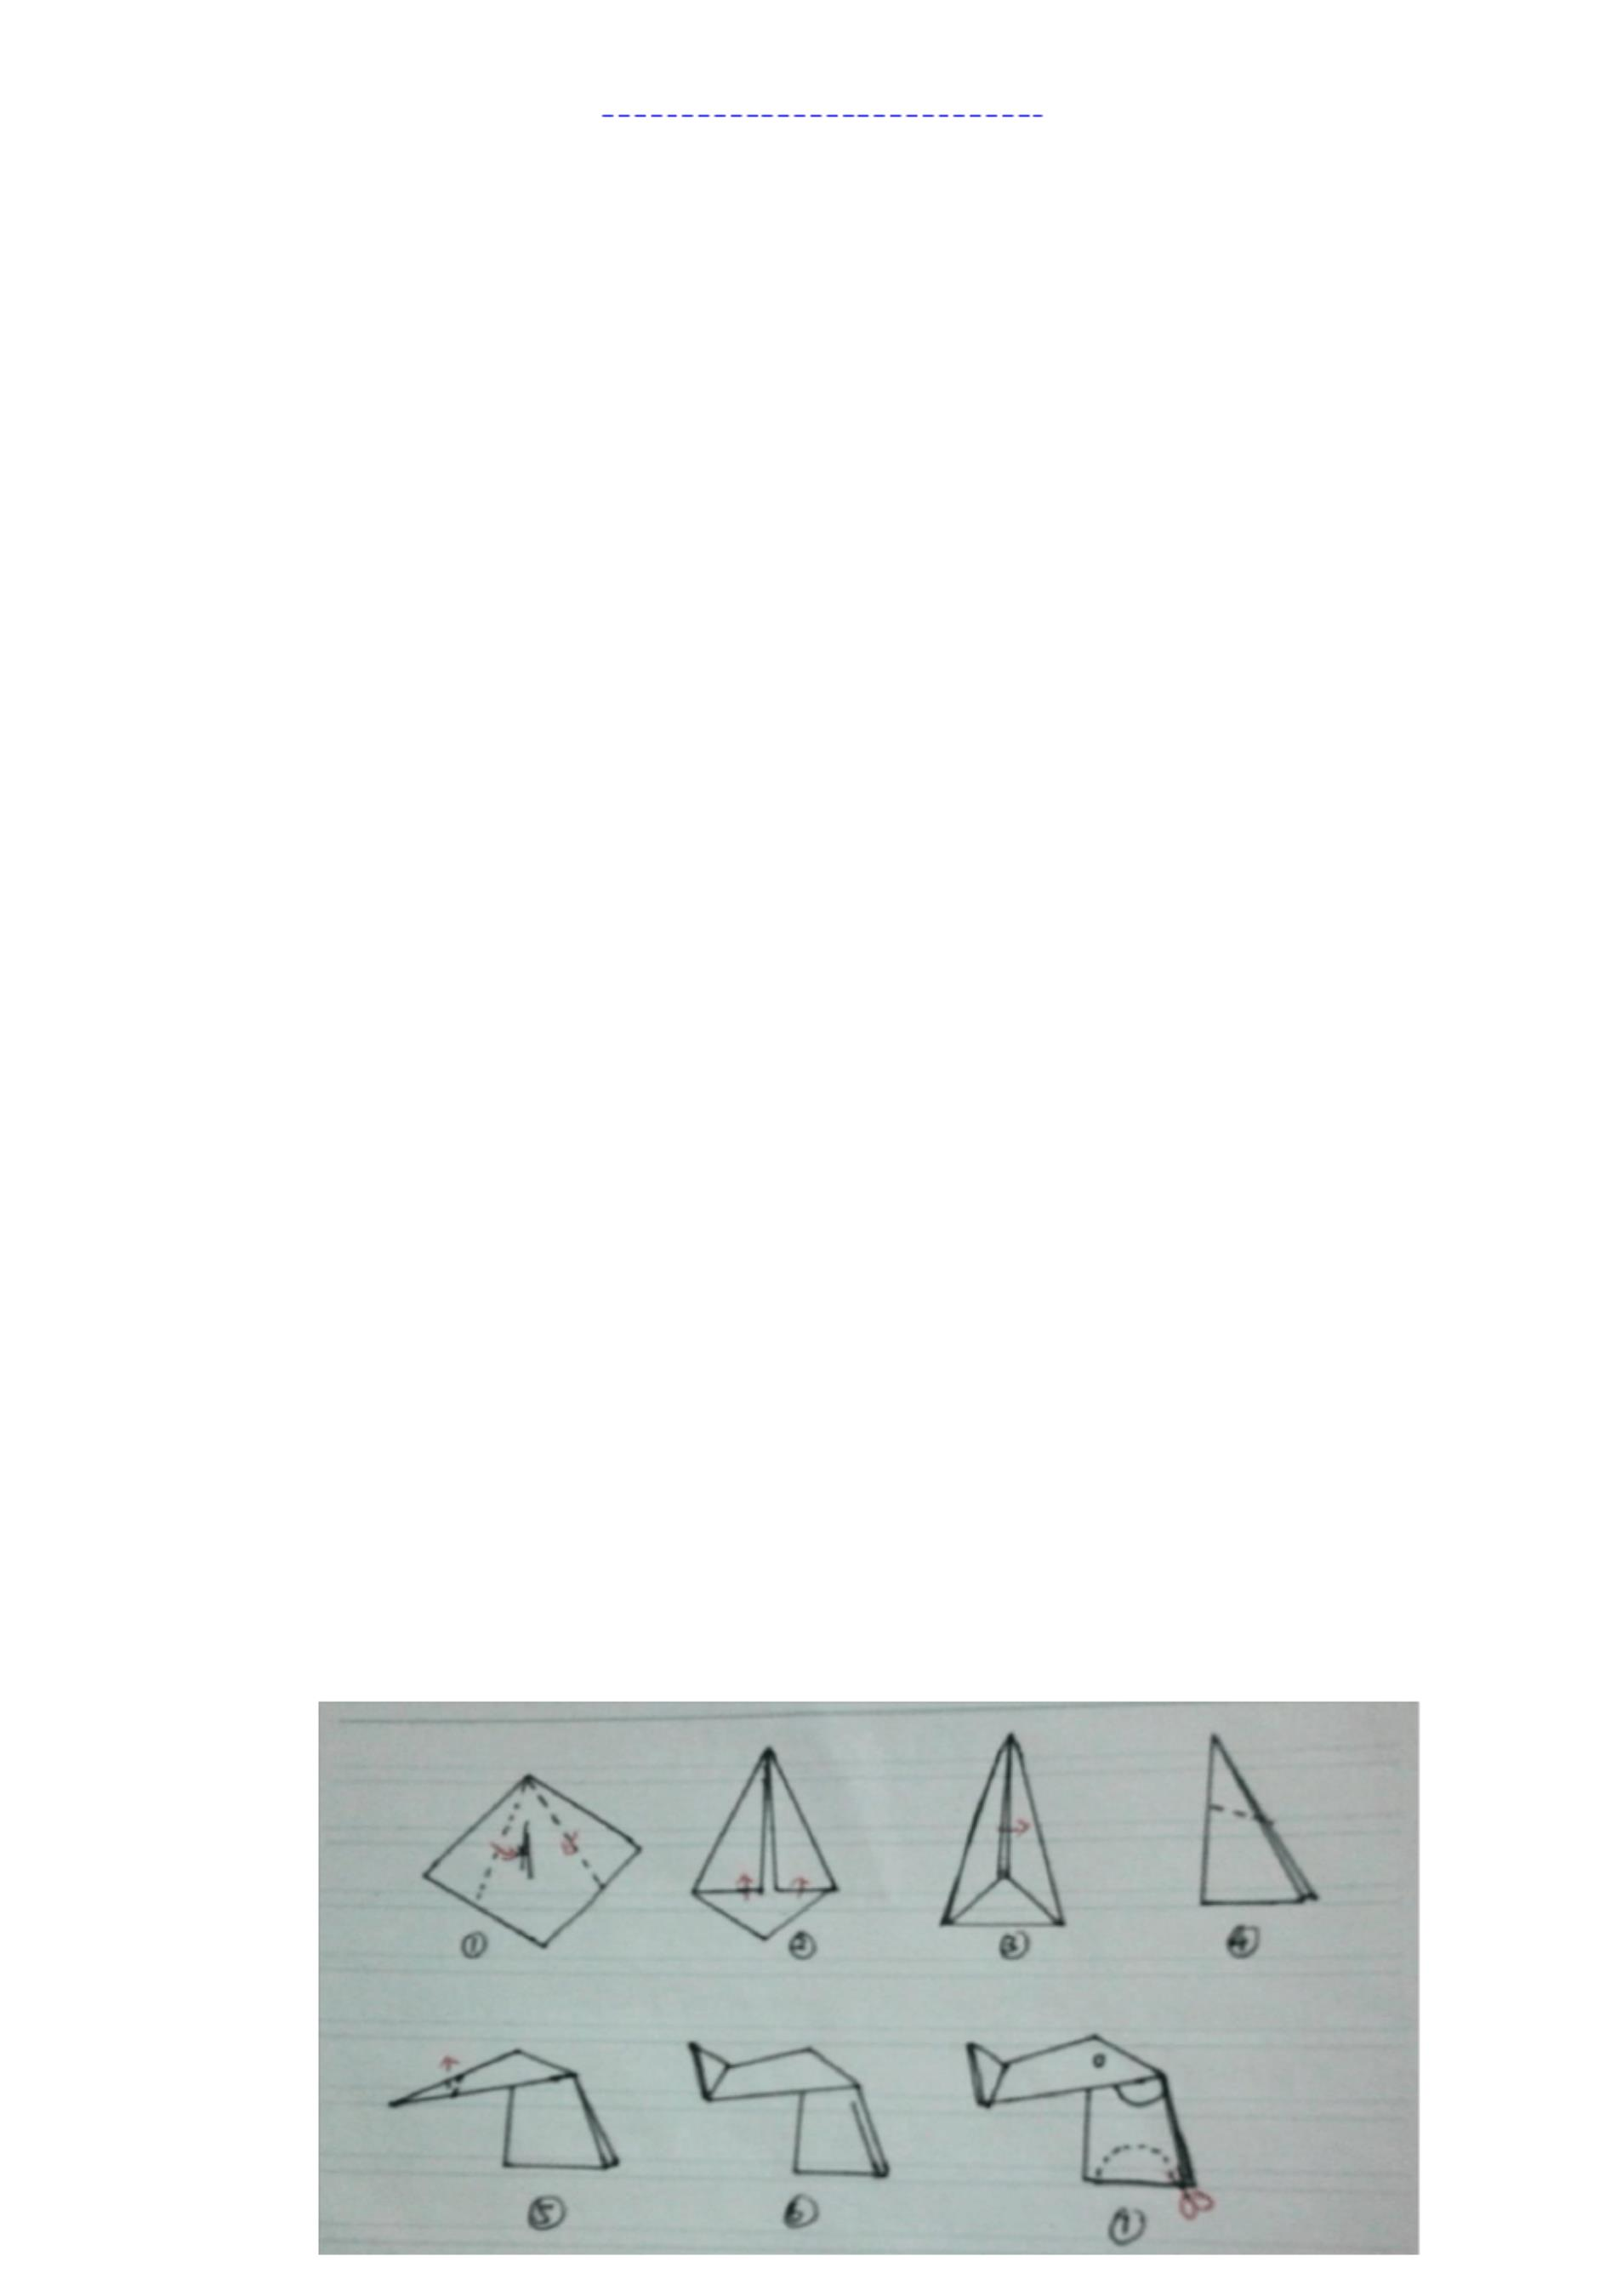 ① ② ③ ④
⑤ ⑥ ⑦